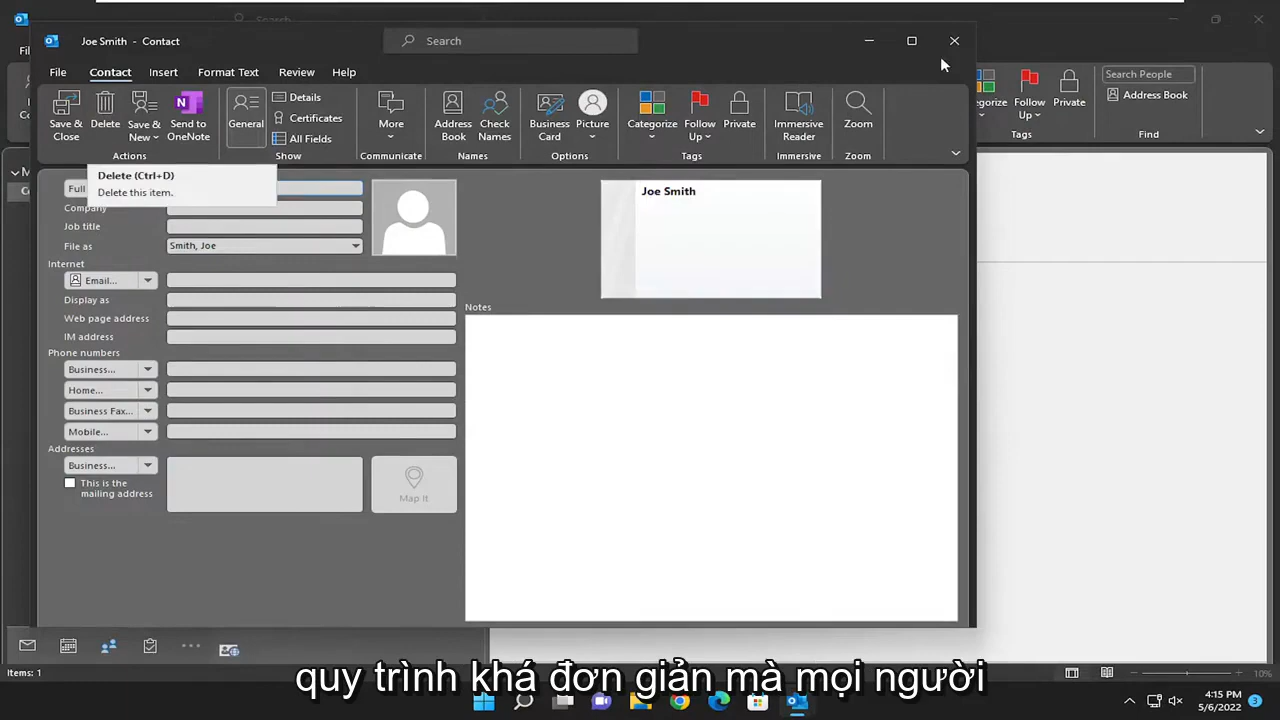 Search
Joe Smith - Contact
Search
File
Contact
Insert
Format Text
Review
Help
Save & Close
Delete
Save & New
Send to OneNote
Actions
General
Details
Certificates
All Fields
Show
More
Communicate
Address Book
Check Names
Names
Business Card
Picture
Options
Categorize
Follow Up
Private
Tags
Immersive Reader
Immersive
Zoom
Zoom
Follow Up
Private
Tags
Search People
Address Book
Find
Delete (Ctrl+D)
Delete this item.
Full
Company
Job title
File as
Smith, Joe
Internet
Email...
Display as
Web page address
IM address
Phone numbers
Business...
Home...
Business Fax...
Mobile...
Addresses
Business...
This is the mailing address
Map It
Joe Smith
Notes
Items: 1
10%
quy trình khá đơn giản mà mọi người
4:15 PM
5/6/2022
3